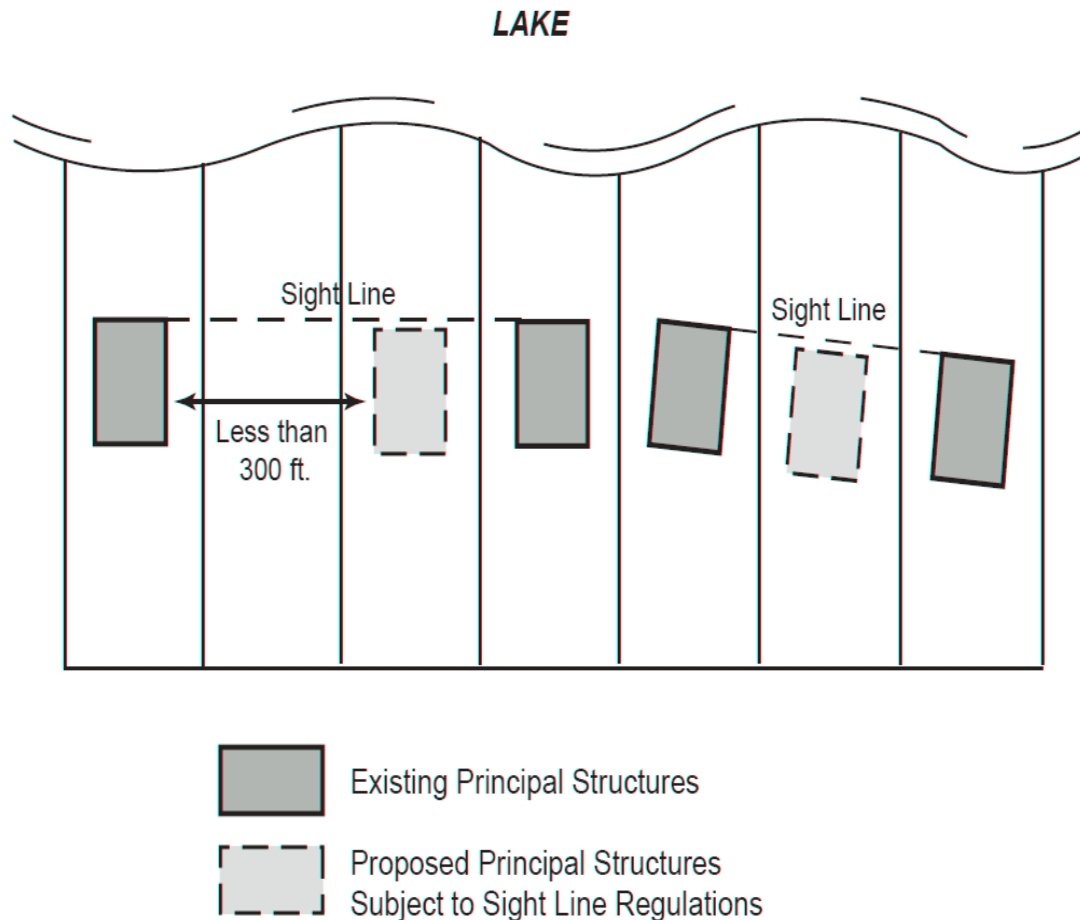 LAKE
Sight Line
Sight Line
Less than
300 ft.
Existing Principal Structures
Proposed Principal Structures
Subject to Sight Line Regulations